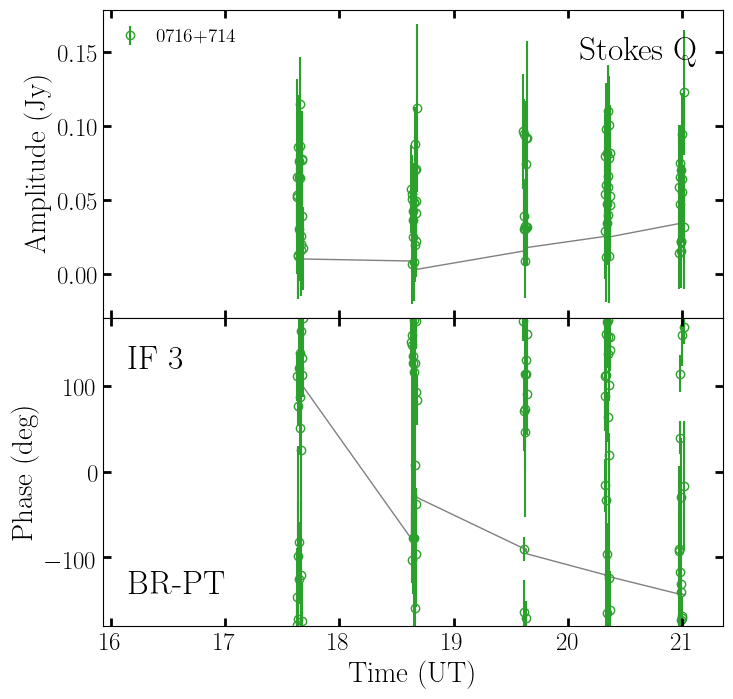 0716+714
Stokes Q
Amplitude (Jy)
0.15
0.10
0.05
0.00
IF 3
BR-PT
Phase (deg)
100
0
−100
16 17 18 19 20 21
Time (UT)